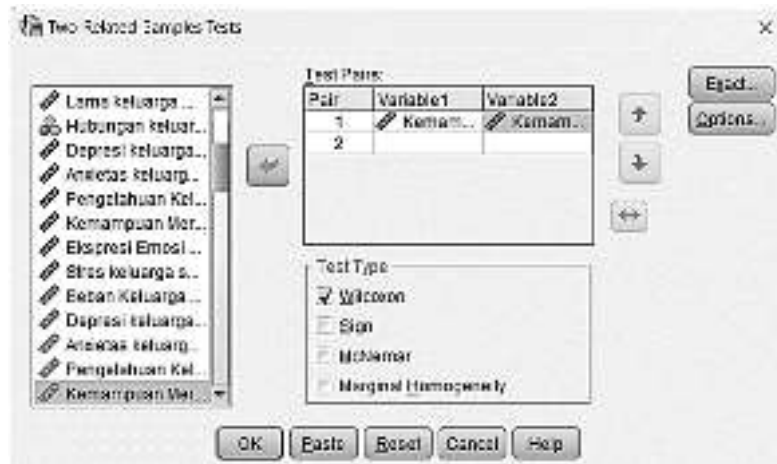 Two-Related-Samples Tests
Lama keluarga ...
Hubungan keluar...
Depresi keluarga...
Anxietas keluarg...
Pengetahuan Kel...
Kemampuan Mer...
Ekspresi Emosi ...
Stres keluarga s...
Beban Keluarga ...
Depresi keluarga...
Anxietas keluarg...
Pengetahuan Kel...
Kemampuan Mer...
Test Pairs:
Pair Variable1 Variable2
1 Kemam... Kemam...
2
Exact...
Options...
Test Type
Wilcoxon
Sign
McNemar
Marginal Homogeneity
OK Paste Reset Cancel Help